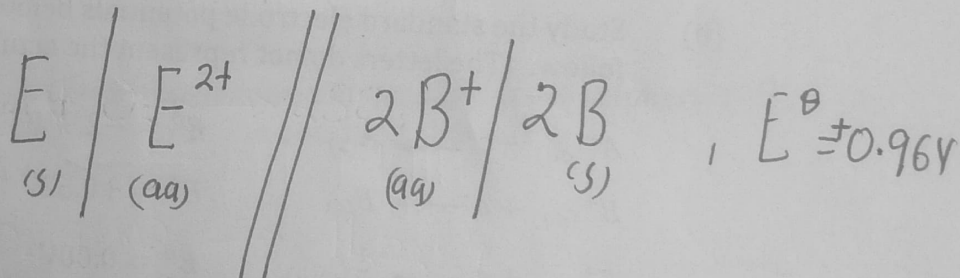 E / E²⁺ // 2B⁺ / 2B , E^θ = +0.96V
(s) (aq) (aq) (s)